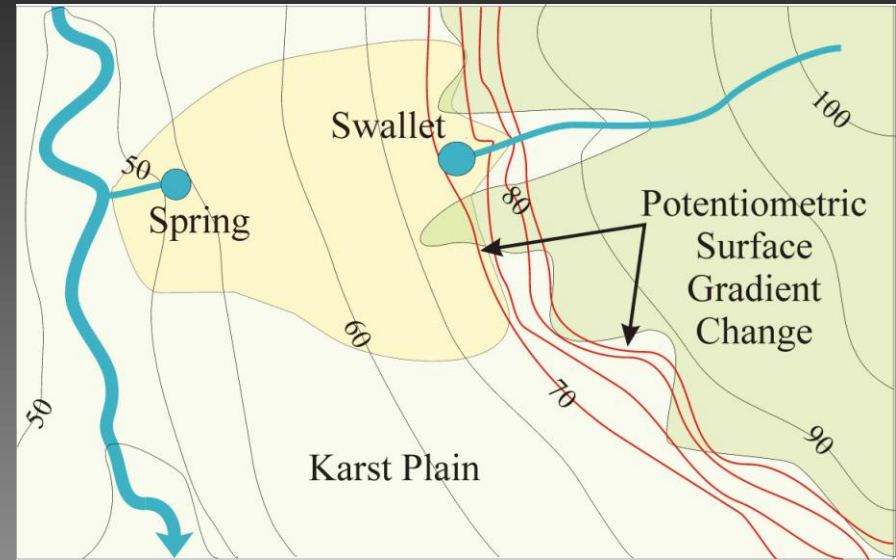 100
Swallet
50
80
Potentiometric
Surface
Gradient
Change
Spring
60
70
50
90
Karst Plain